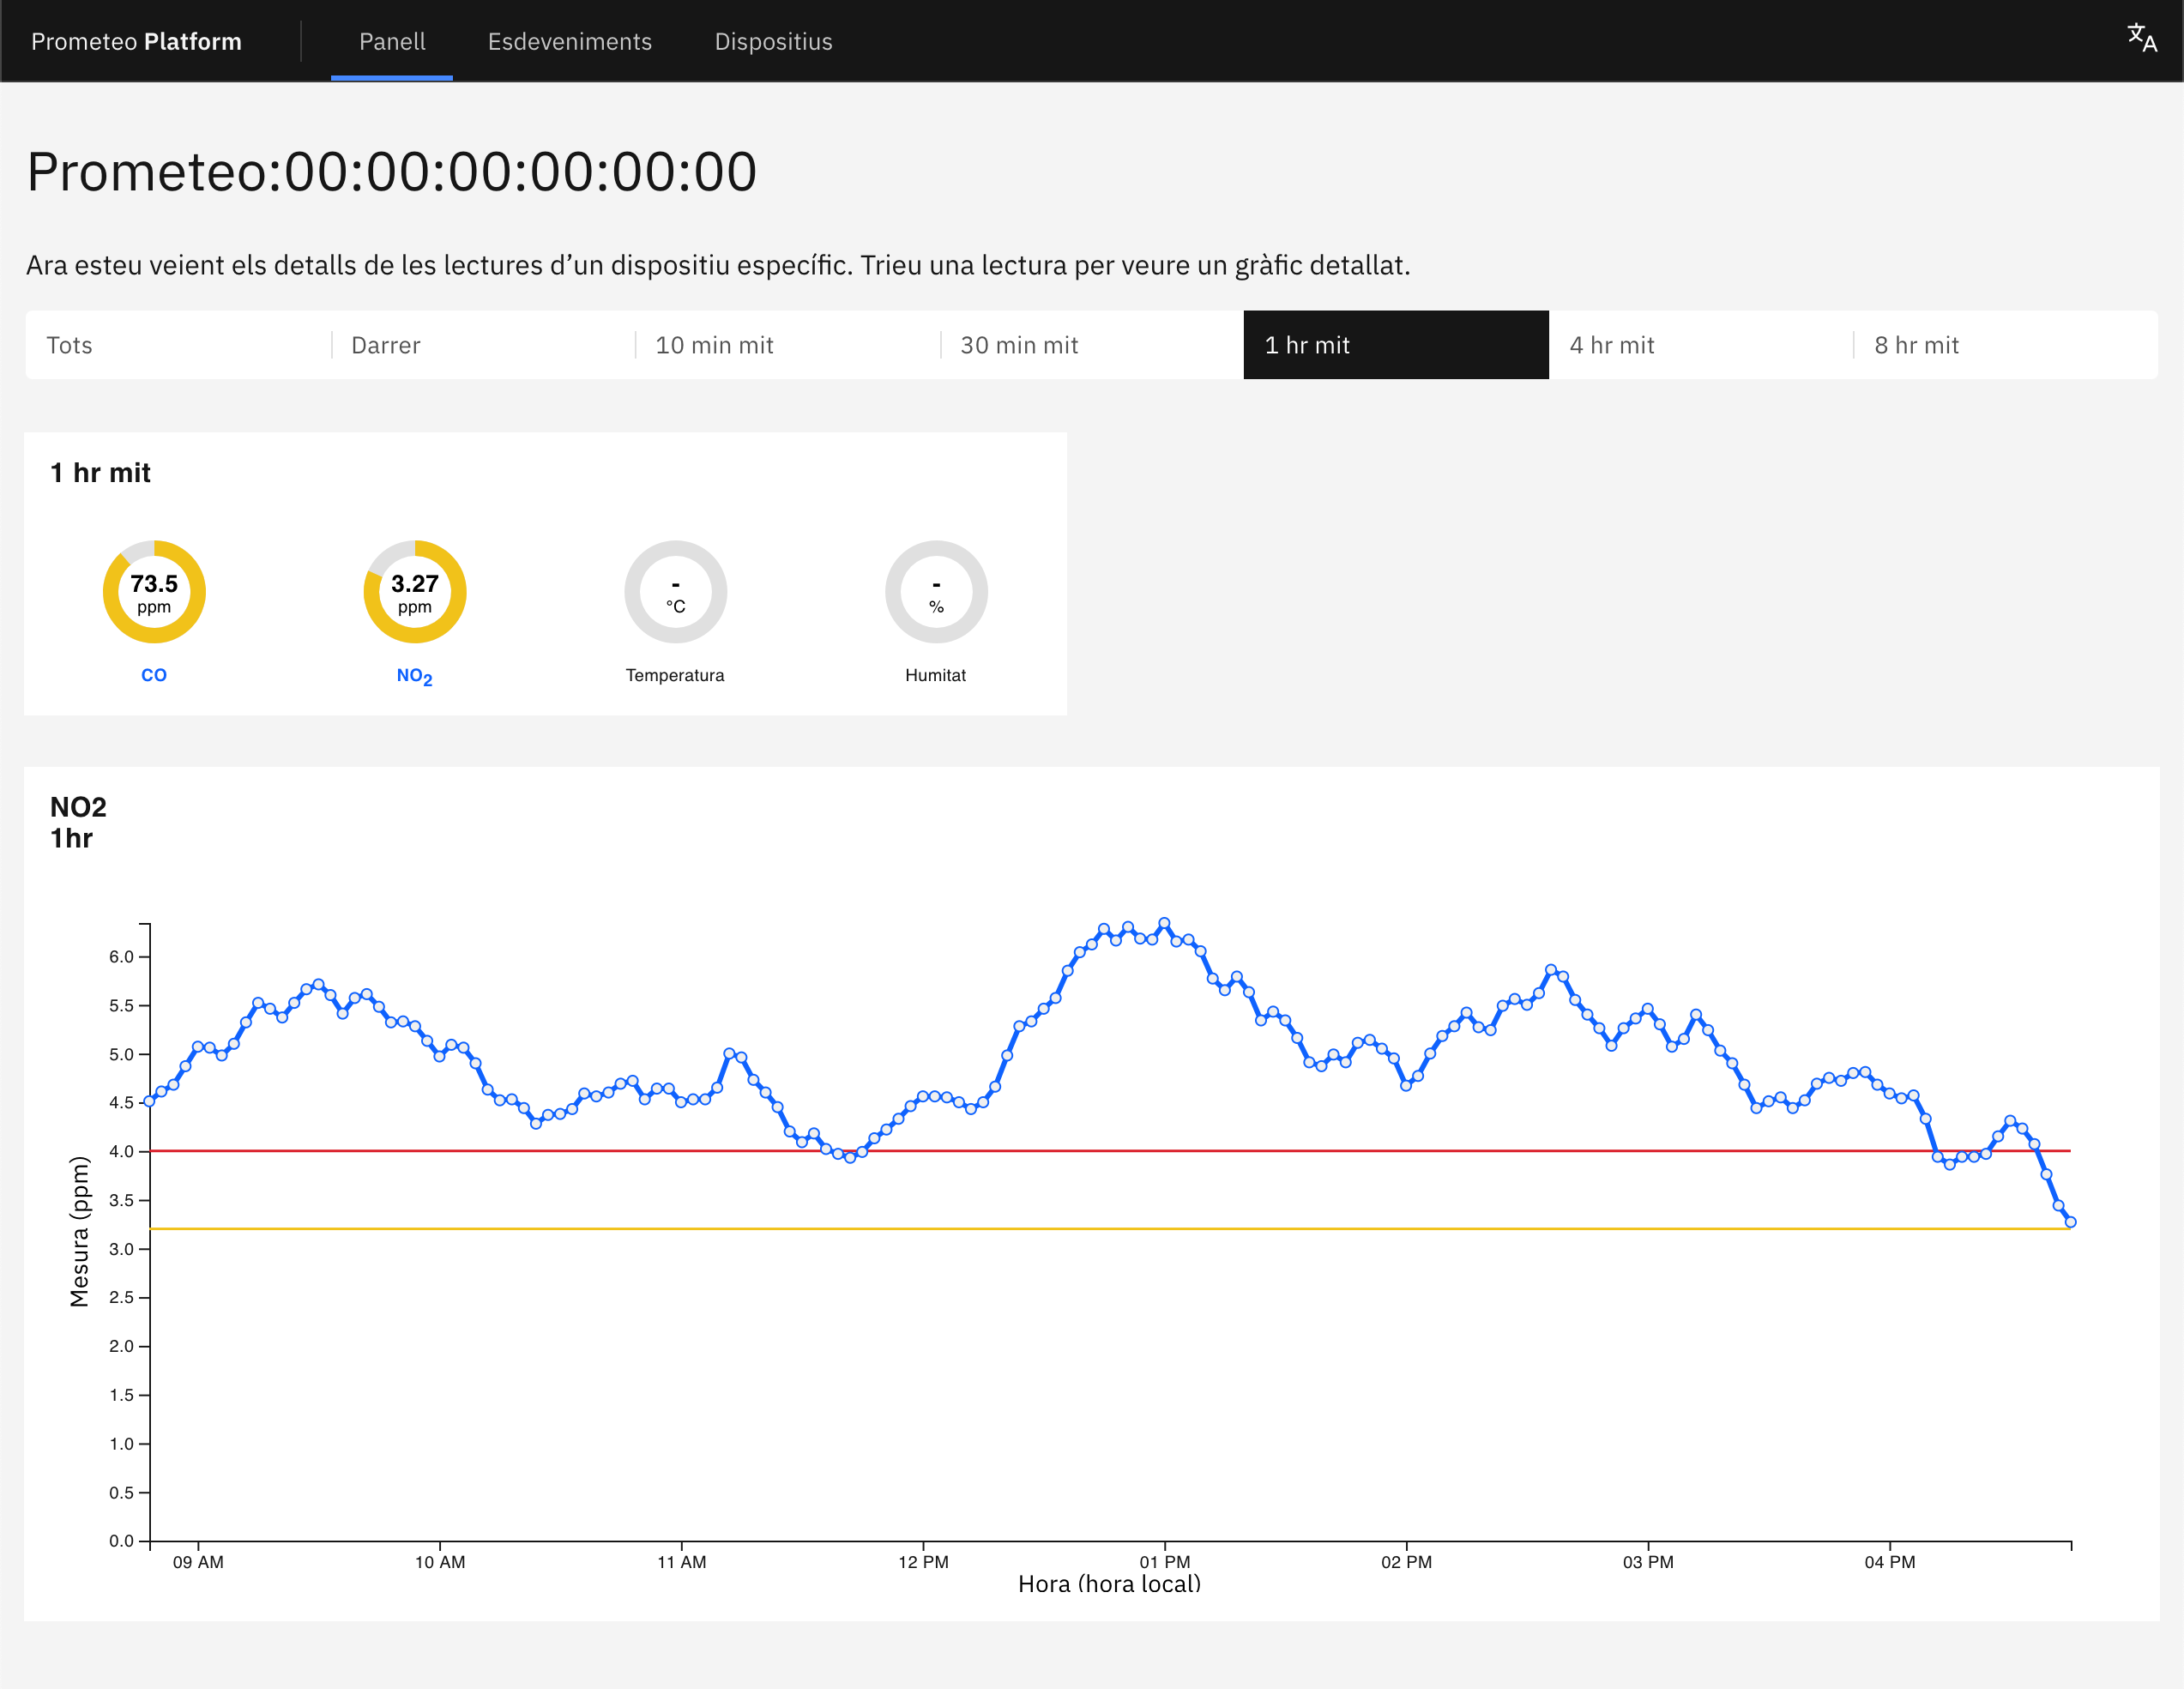 Prometeo Platform Panell Esdeveniments Dispositius
Prometeo:00:00:00:00:00:00
Ara esteu veient els detalls de les lectures d’un dispositiu específic. Trieu una lectura per veure un gràfic detallat.
Tots Darrer 10 min mit 30 min mit 1 hr mit 4 hr mit 8 hr mit
1 hr mit
73.5 3.27 - -
ppm ppm °C %
CO NO2 Temperatura Humitat
NO2
1hr
6.0
5.5
5.0
4.5
4.0
3.5
3.0
2.5
2.0
1.5
1.0
0.5
0.0
Mesura (ppm)
09 AM 10 AM 11 AM 12 PM 01 PM 02 PM 03 PM 04 PM
Hora (hora local)